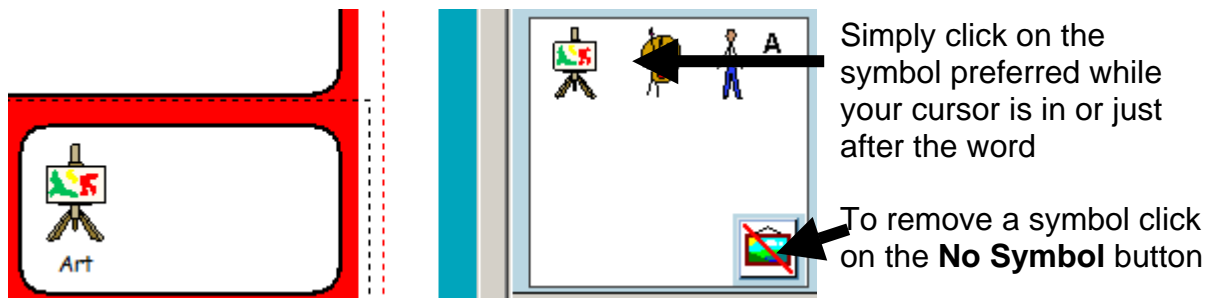 Art
A
Simply click on the
symbol preferred while
your cursor is in or just
after the word
To remove a symbol click
on the No Symbol button